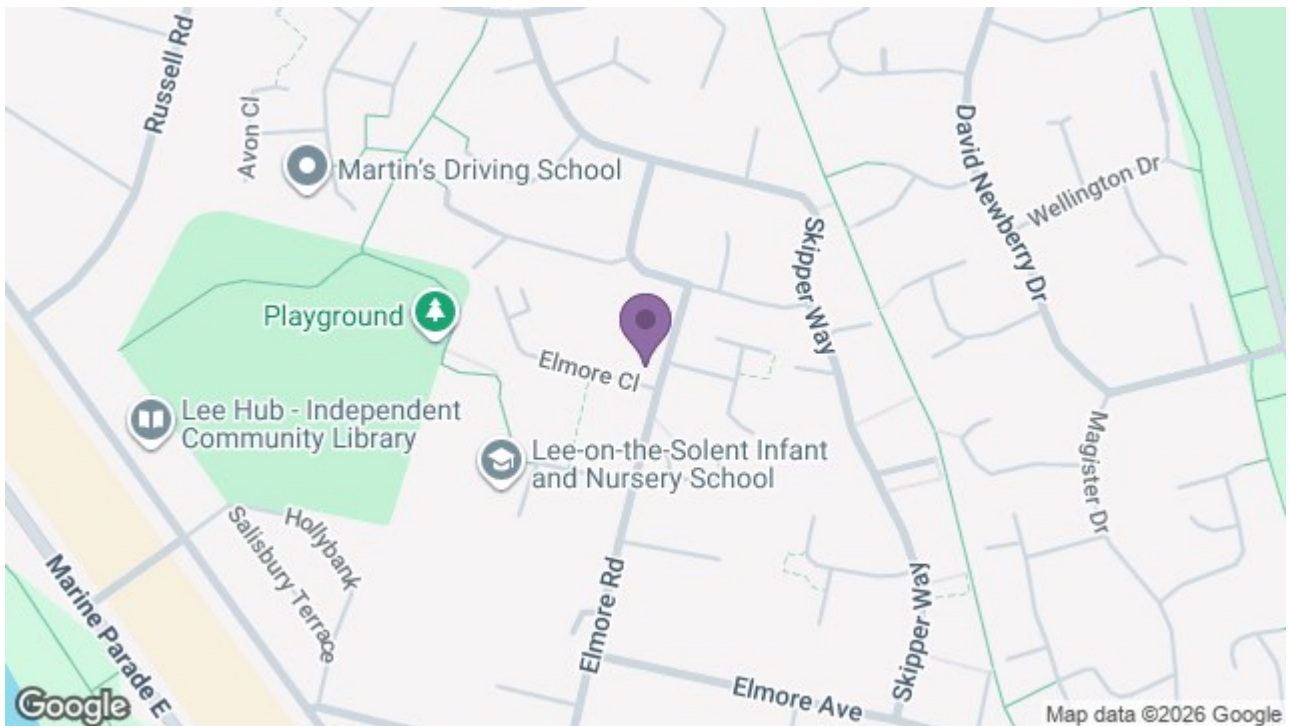 Russell Rd
Avon Cl
Martin's Driving School
David Newberry Dr
Wellington Dr
Skipper Way
Playground
Elmore Cl
Lee Hub - Independent
Community Library
Lee-on-the-Solent Infant
and Nursery School
Magister Dr
Hollybank
Salisbury Terrace
Marine Parade E
Elmore Rd
Skipper Way
Elmore Ave
Google
Map data ©2026 Google